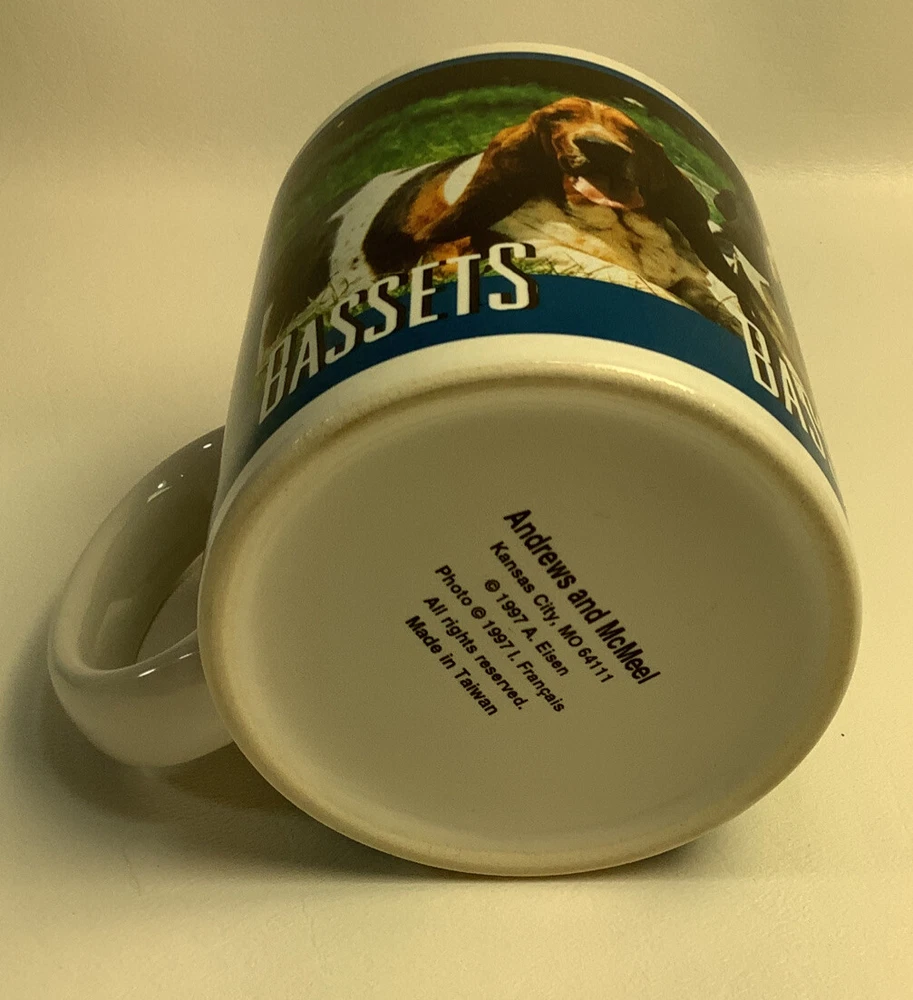 BASSETS
BAS
Andrews and McMeel
Kansas City, MO 64111
© 1997 A. Eisen
Photo © 1997 I. Français
All rights reserved.
Made in Taiwan